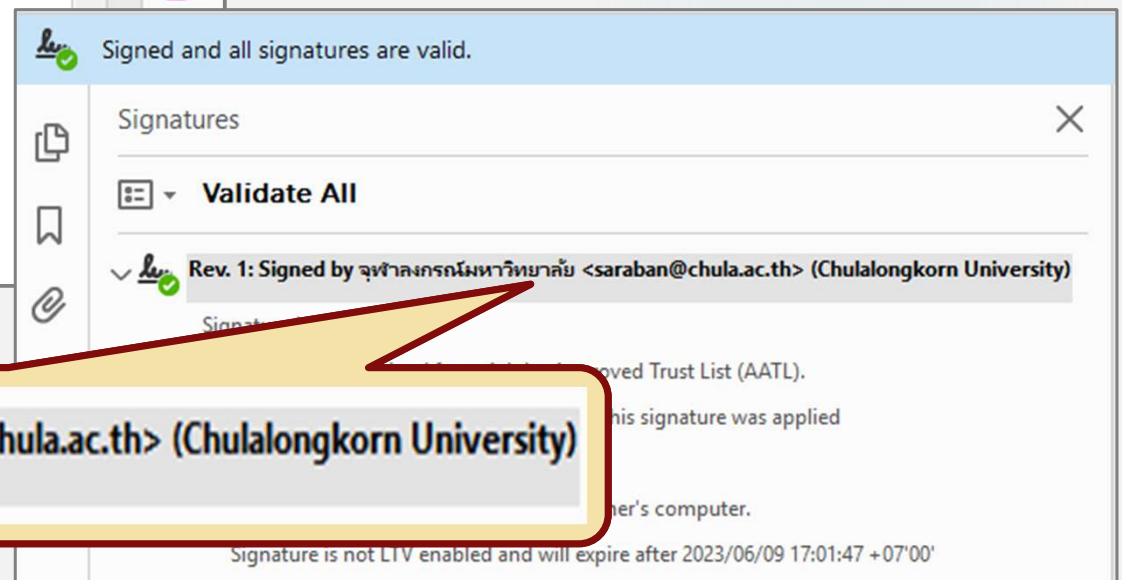 Signed and all signatures are valid.
Signatures
Validate All
Rev. 1: Signed by จุฬาลงกรณ์มหาวิทยาลัย <saraban@chula.ac.th> (Chulalongkorn University)
Trust List (AATL).
signature was applied
hula.ac.th> (Chulalongkorn University)
computer.
Signature is not LTV enabled and will expire after 2023/06/09 17:01:47 +07'00'